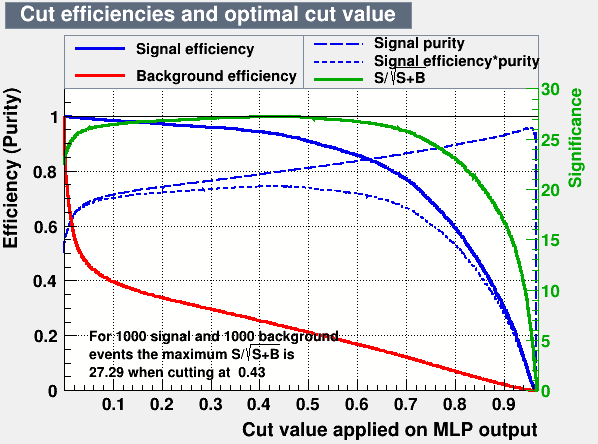 Cut efficiencies and optimal cut value
Signal efficiency
Background efficiency
Signal purity
Signal efficiency*purity
S/√S+B
Efficiency (Purity)
1
0.8
0.6
0.4
0.2
0
0.1 0.2 0.3 0.4 0.5 0.6 0.7 0.8 0.9
Cut value applied on MLP output
30
25
20
15
10
5
0
Significance
For 1000 signal and 1000 background
events the maximum S/√S+B is
27.29 when cutting at 0.43